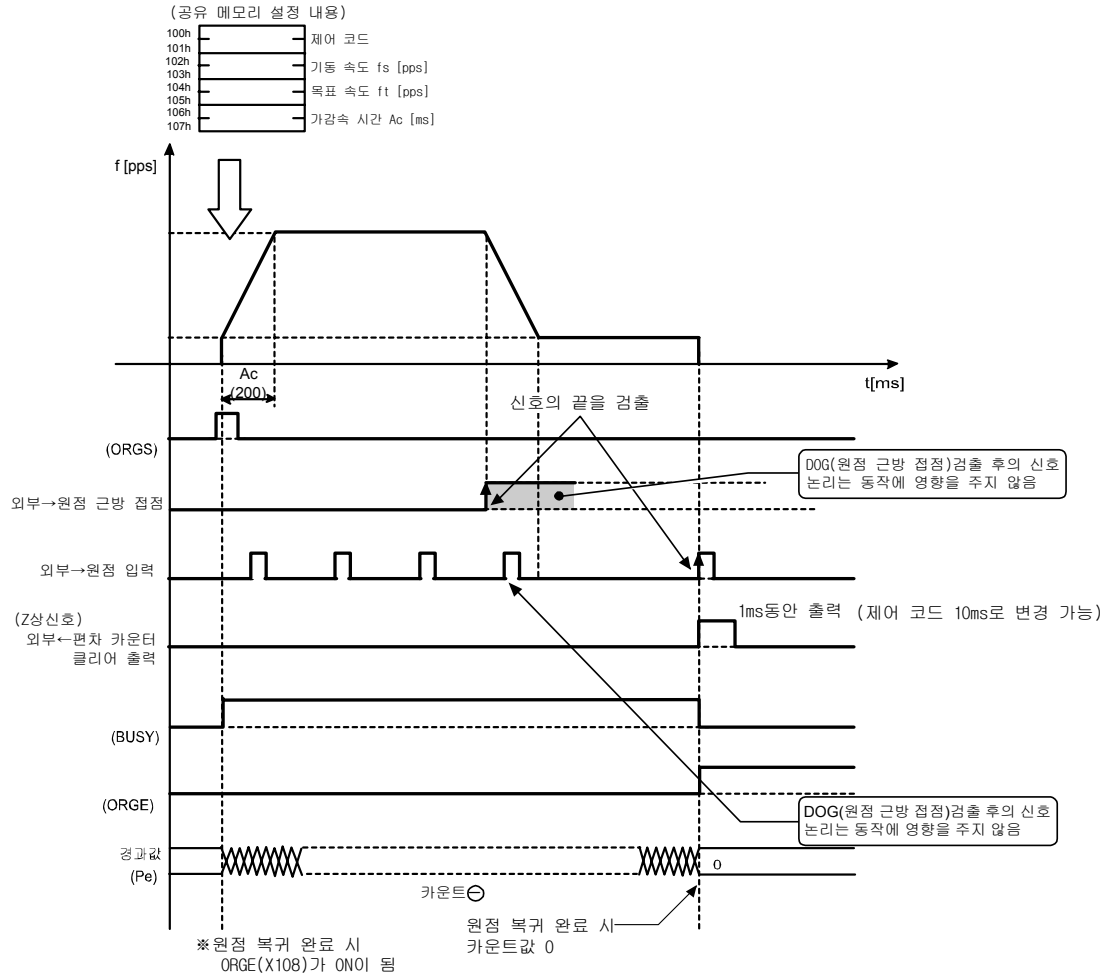 (공유 메모리 설정 내용)
100h
101h
제어 코드
102h
103h
기동 속도 fs [pps]
104h
105h
목표 속도 ft [pps]
106h
107h
가감속 시간 Ac [ms]
f [pps]
t[ms]
Ac
(200)
신호의 끝을 검출
(ORGS)
DOG(원점 근방 접점)검출 후의 신호
논리는 동작에 영향을 주지 않음
외부→원점 근방 접점
외부→원점 입력
(Z상신호)
외부←편차 카운터
클리어 출력
1ms동안 출력 (제어 코드 10ms로 변경 가능)
(BUSY)
(ORGE)
DOG(원점 근방 접점)검출 후의 신호
논리는 동작에 영향을 주지 않음
경과값
(Pe)
0
카운트⊖
원점 복귀 완료 시
카운트값 0
※원점 복귀 완료 시
ORGE(X108)가 ON이 됨